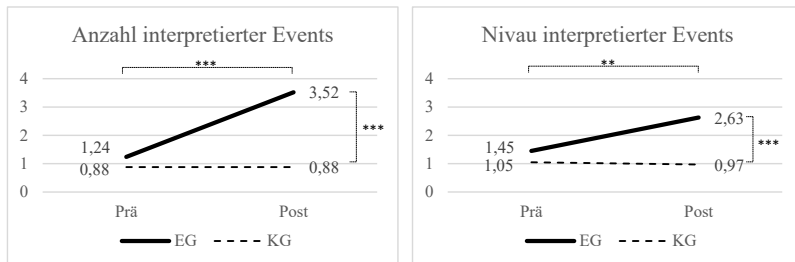 Anzahl interpretierter Events
***
4
3
2
1
0
3,52
***
1,24
0,88
0,88
Prä
Post
EG
KG
Nivau interpretierter Events
**
4
3
2
1
0
2,63
***
1,45
1,05
0,97
Prä
Post
EG
KG